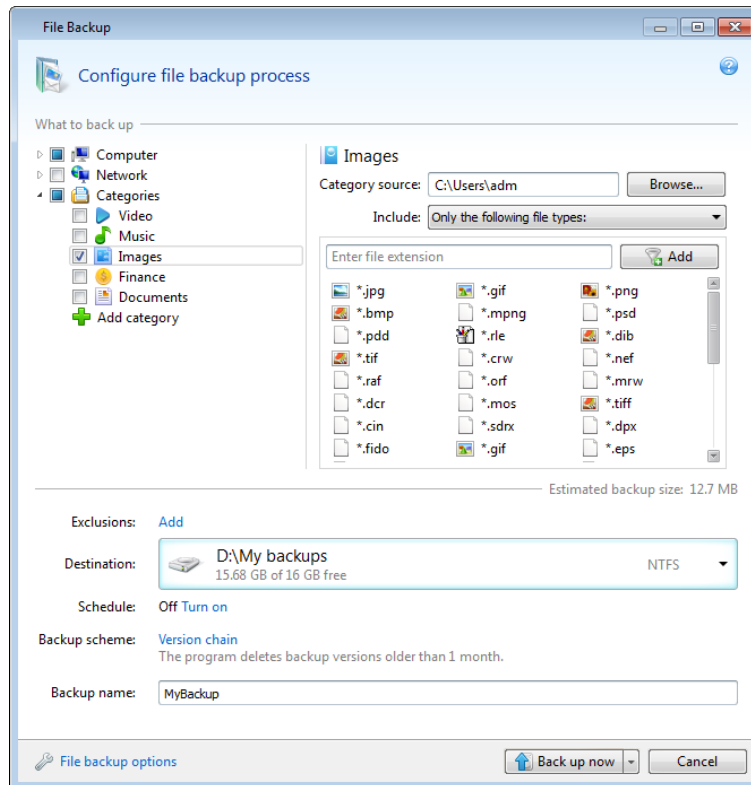 File Backup
Configure file backup process
What to back up
Computer
Network
Categories
Video
Music
Images
Finance
Documents
Add category
Images
Category source: C:\Users\adm Browse...
Include: Only the following file types:
Enter file extension Add
*.jpg *.gif *.png
*.bmp *.mpng *.psd
*.pdd *.rle *.dib
*.tif *.crw *.nef
*.raf *.orf *.mrw
*.dcr *.mos *.tiff
*.cin *.sdrx *.dpx
*.fido *.gif *.eps
Estimated backup size: 12.7 MB
Exclusions: Add
Destination: D:\My backups NTFS
15.68 GB of 16 GB free
Schedule: Off Turn on
Backup scheme: Version chain
The program deletes backup versions older than 1 month.
Backup name: MyBackup
File backup options Back up now Cancel